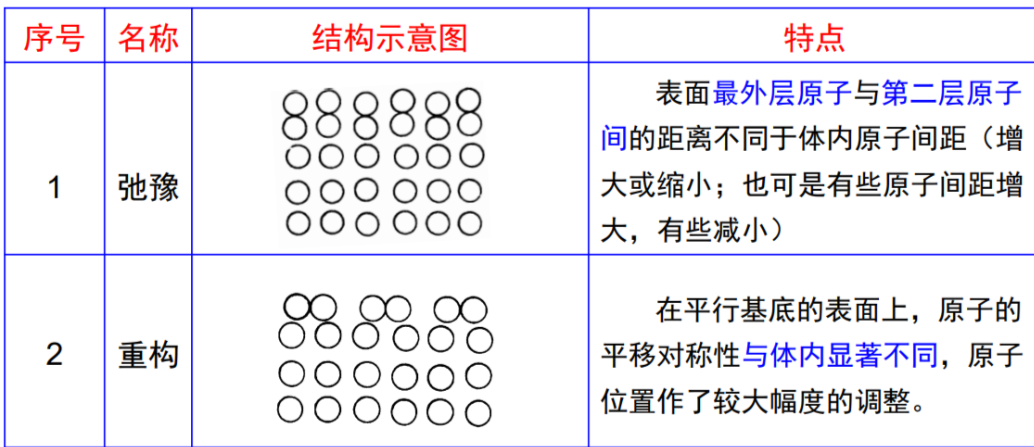 序号 名称 结构示意图 特点
1 弛豫
表面最外层原子与第二层原子
间的距离不同于体内原子间距（增
大或缩小；也可是有些原子间距增
大，有些减小）
2 重构
在平行基底的表面上，原子的
平移对称性与体内显著不同，原子
位置作了较大幅度的调整。